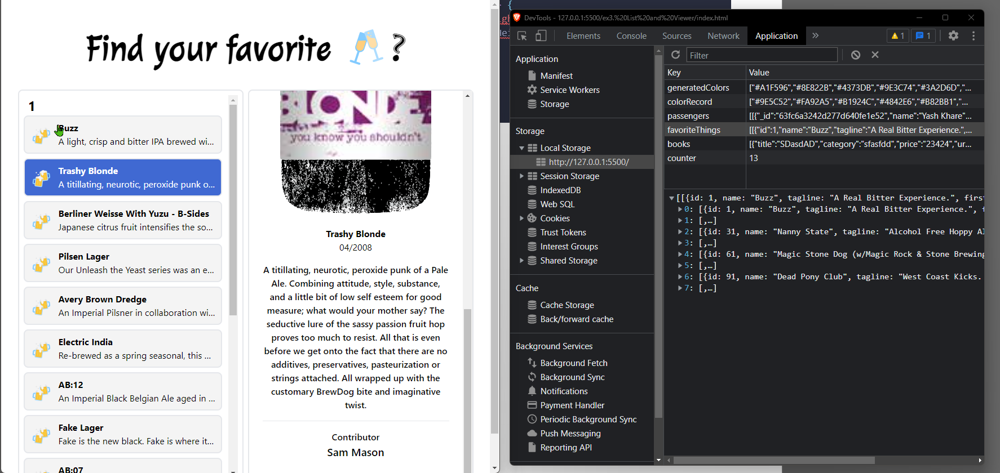 Find your favorite ?
1
Buzz
A light, crisp and bitter IPA brewed wi...
Trashy Blonde
A titillating, neurotic, peroxide punk o...
Berliner Weisse With Yuzu - B-Sides
Japanese citrus fruit intensifies the so...
Pilsen Lager
Our Unleash the Yeast series was an e...
Avery Brown Dredge
An Imperial Pilsner in collaboration wi...
Electric India
Re-brewed as a spring seasonal, this ...
AB:12
An Imperial Black Belgian Ale aged in ...
Fake Lager
Fake is the new black. Fake is where it...
AB:07
BLONDE
you know you shouldn't
Trashy Blonde
04/2008
A titillating, neurotic, peroxide punk of a Pale
Ale. Combining attitude, style, substance,
and a little bit of low self esteem for good
measure; what would your mother say? The
seductive lure of the sassy passion fruit hop
proves too much to resist. All that is even
before we get onto the fact that there are no
additives, preservatives, pasteurization or
strings attached. All wrapped up with the
customary BrewDog bite and imaginative
twist.
Contributor
Sam Mason
{
DevTools - 127.0.0.1:5500/ex3.%20List%20and%20Viewer/index.html
Elements Console Sources Network Application » 1 1
Application
Manifest
Service Workers
Storage
Storage
Local Storage
http://127.0.0.1:5500/
Session Storage
IndexedDB
Web SQL
Cookies
Trust Tokens
Interest Groups
Shared Storage
Cache
Cache Storage
Back/forward cache
Background Services
Background Fetch
Background Sync
Notifications
Payment Handler
Periodic Background Sync
Push Messaging
Reporting API
Filter
Key Value
generatedColors ["#A1F596","#8E822B","#4373DB","#9E3C74","#3A2D6D","...
colorRecord ["#9E5C52","#FA92A5","#B1924C","#4842E6","#B82BB1","...
passengers [[{"_id":"63fc6a3242d277d640fe1e52","name":"Yash Khare"...
favoriteThings [[{"id":1,"name":"Buzz","tagline":"A Real Bitter Experience.",...
books [{"title":"SDasdAD","category":"sfasfdd","price":"23424","ur...
counter 13
[[{id: 1, name: "Buzz", tagline: "A Real Bitter Experience.", firs
0: [{id: 1, name: "Buzz", tagline: "A Real Bitter Experience.", f
1: [,…]
2: [{id: 31, name: "Nanny State", tagline: "Alcohol Free Hoppy Al
3: [,…]
4: [{id: 61, name: "Magic Stone Dog (w/Magic Rock & Stone Brewing
5: [,…]
6: [{id: 91, name: "Dead Pony Club", tagline: "West Coast Kicks.
7: [,…]